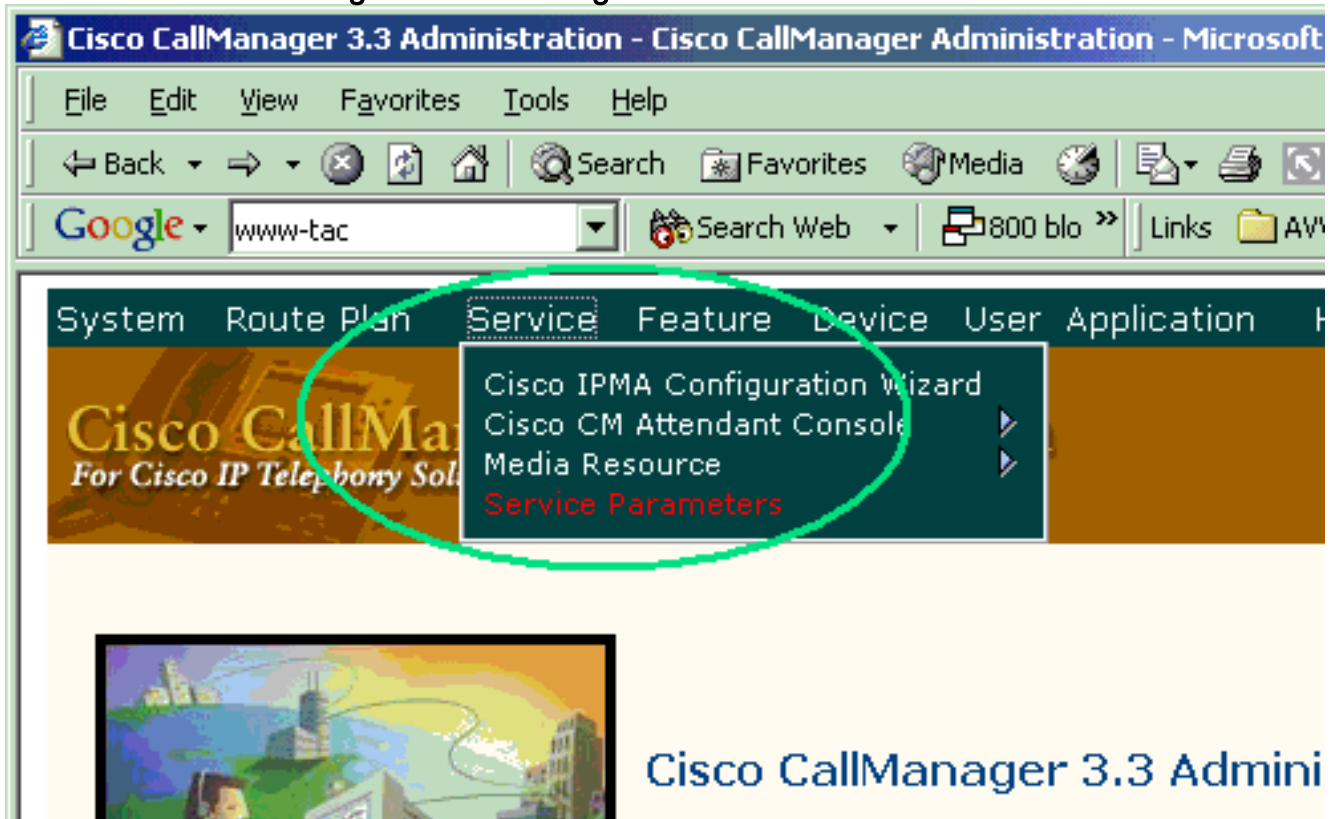 Cisco CallManager 3.3 Administration - Cisco CallManager Administration - Microsoft
File Edit View Favorites Tools Help
Back Search Favorites Media
Google www-tac Search Web 800 blo » Links
System Route Plan Service Feature Device User Application H
Cisco IPMA Configuration Wizard
Cisco CM Attendant Console
Media Resource
Service Parameters
Cisco CallMa
For Cisco IP Telephony Sol
Cisco CallManager 3.3 Admini